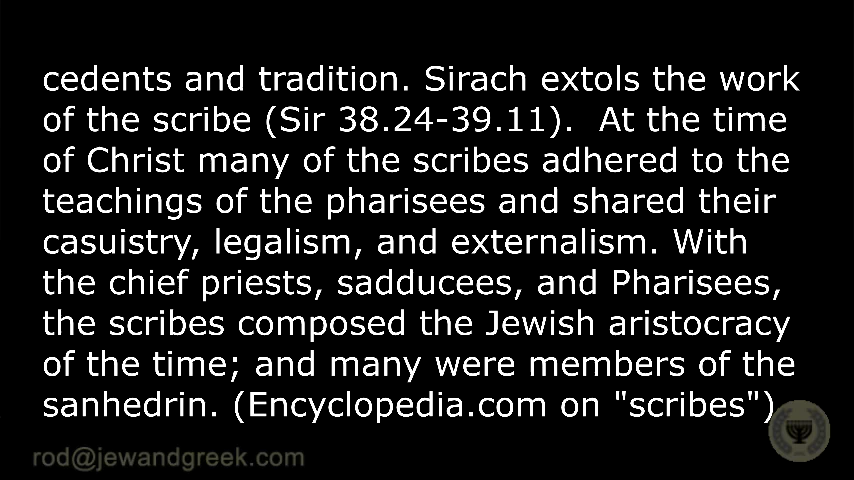 cedents and tradition. Sirach extols the work
of the scribe (Sir 38.24-39.11).  At the time
of Christ many of the scribes adhered to the
teachings of the pharisees and shared their
casuistry, legalism, and externalism. With
the chief priests, sadducees, and Pharisees,
the scribes composed the Jewish aristocracy
of the time; and many were members of the
sanhedrin. (Encyclopedia.com on "scribes")
rod@jewandgreek.com